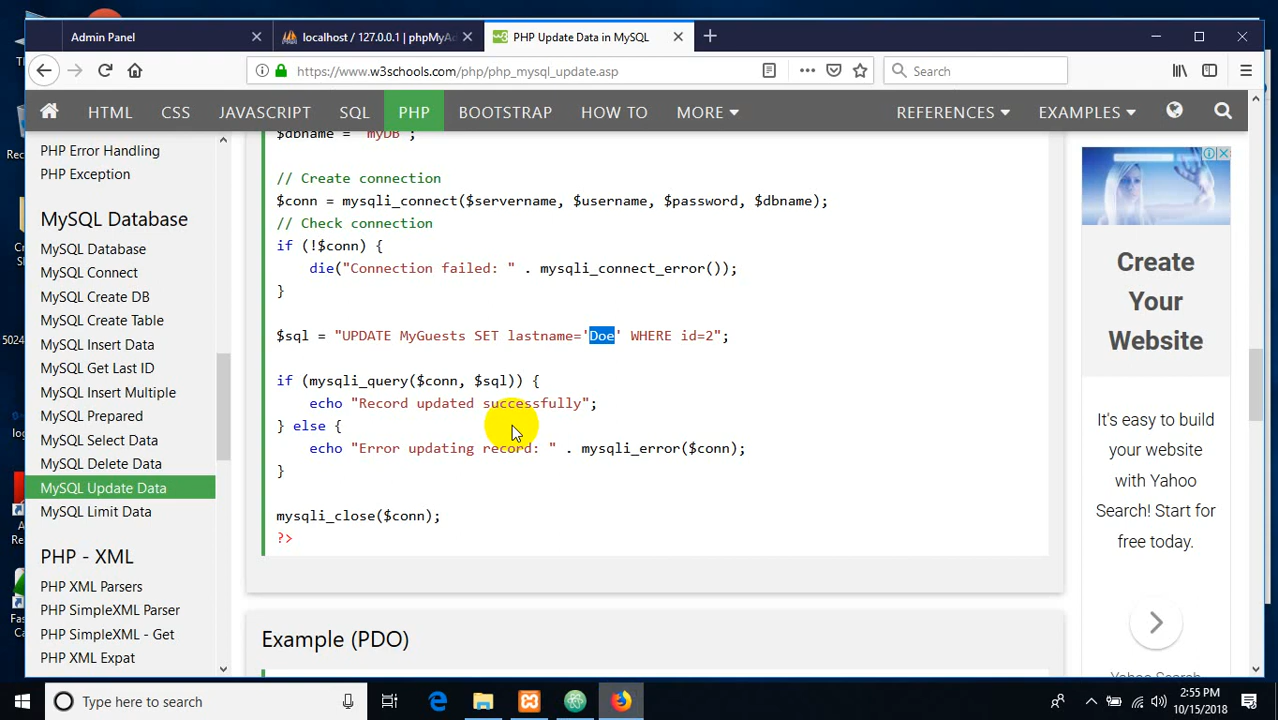 Admin Panel
localhost / 127.0.0.1 | phpMyAd
PHP Update Data in MySQL
https://www.w3schools.com/php/php_mysql_update.asp
Search
HTML
CSS
JAVASCRIPT
SQL
PHP
BOOTSTRAP
HOW TO
MORE
REFERENCES
EXAMPLES
PHP Error Handling
PHP Exception
MySQL Database
MySQL Database
MySQL Connect
MySQL Create DB
MySQL Create Table
MySQL Insert Data
MySQL Get Last ID
MySQL Insert Multiple
MySQL Prepared
MySQL Select Data
MySQL Delete Data
MySQL Update Data
MySQL Limit Data
PHP - XML
PHP XML Parsers
PHP SimpleXML Parser
PHP SimpleXML - Get
PHP XML Expat
$dbname = "myDB";
// Create connection
$conn = mysqli_connect($servername, $username, $password, $dbname);
// Check connection
if (!$conn) {
die("Connection failed: " . mysqli_connect_error());
}
$sql = "UPDATE MyGuests SET lastname='Doe' WHERE id=2";
if (mysqli_query($conn, $sql)) {
echo "Record updated successfully";
} else {
echo "Error updating record: " . mysqli_error($conn);
}
mysqli_close($conn);
?>
Example (PDO)
Create
Your
Website
It's easy to
build your
website with
Yahoo
Search! Start for
free today.
Type here to search
2:55 PM
10/15/2018